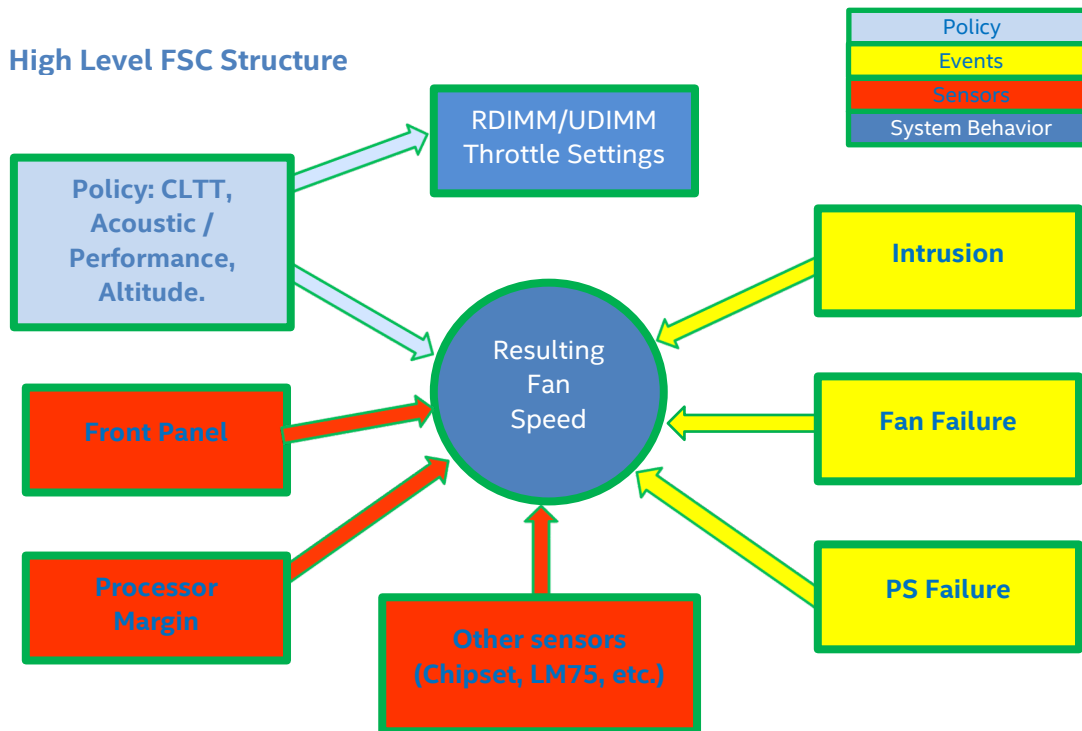 High Level FSC Structure
Policy
Events
Sensors
System Behavior
RDIMM/UDIMM
Throttle Settings
Policy: CLTT,
Acoustic /
Performance,
Altitude.
Intrusion
Resulting
Fan
Speed
Front Panel
Fan Failure
Processor
Margin
PS Failure
Other sensors
(Chipset, LM75, etc.)